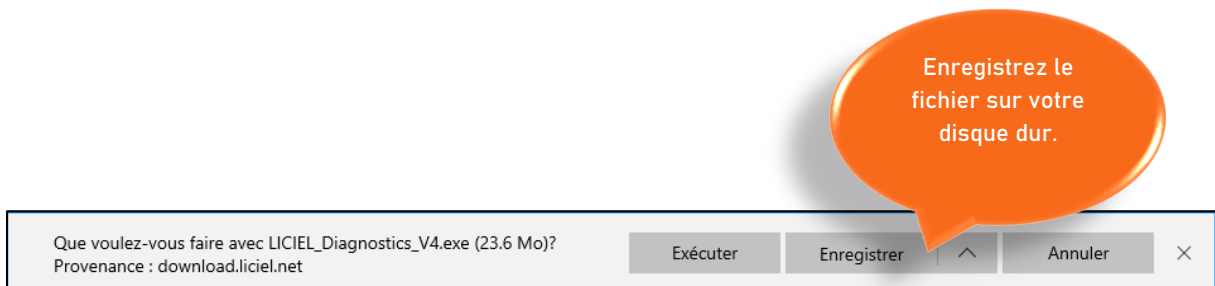 Enregistrez le
fichier sur votre
disque dur.
Que voulez-vous faire avec LICIEL_Diagnostics_V4.exe (23.6 Mo)?
Provenance : download.liciel.net
Exécuter
Enregistrer
Annuler